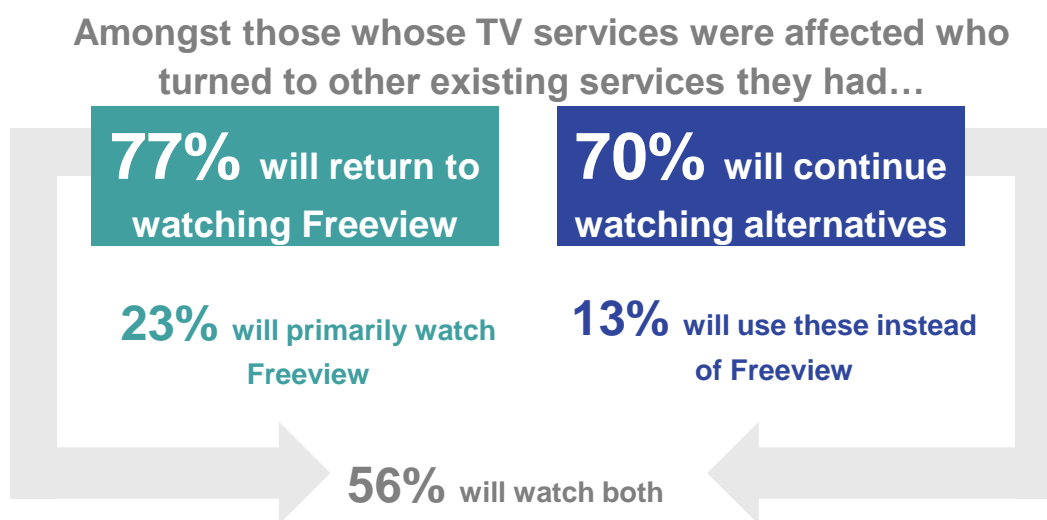 Amongst those whose TV services were affected who
turned to other existing services they had…
77% will return to
watching Freeview
70% will continue
watching alternatives
23% will primarily watch
Freeview
13% will use these instead
of Freeview
56% will watch both